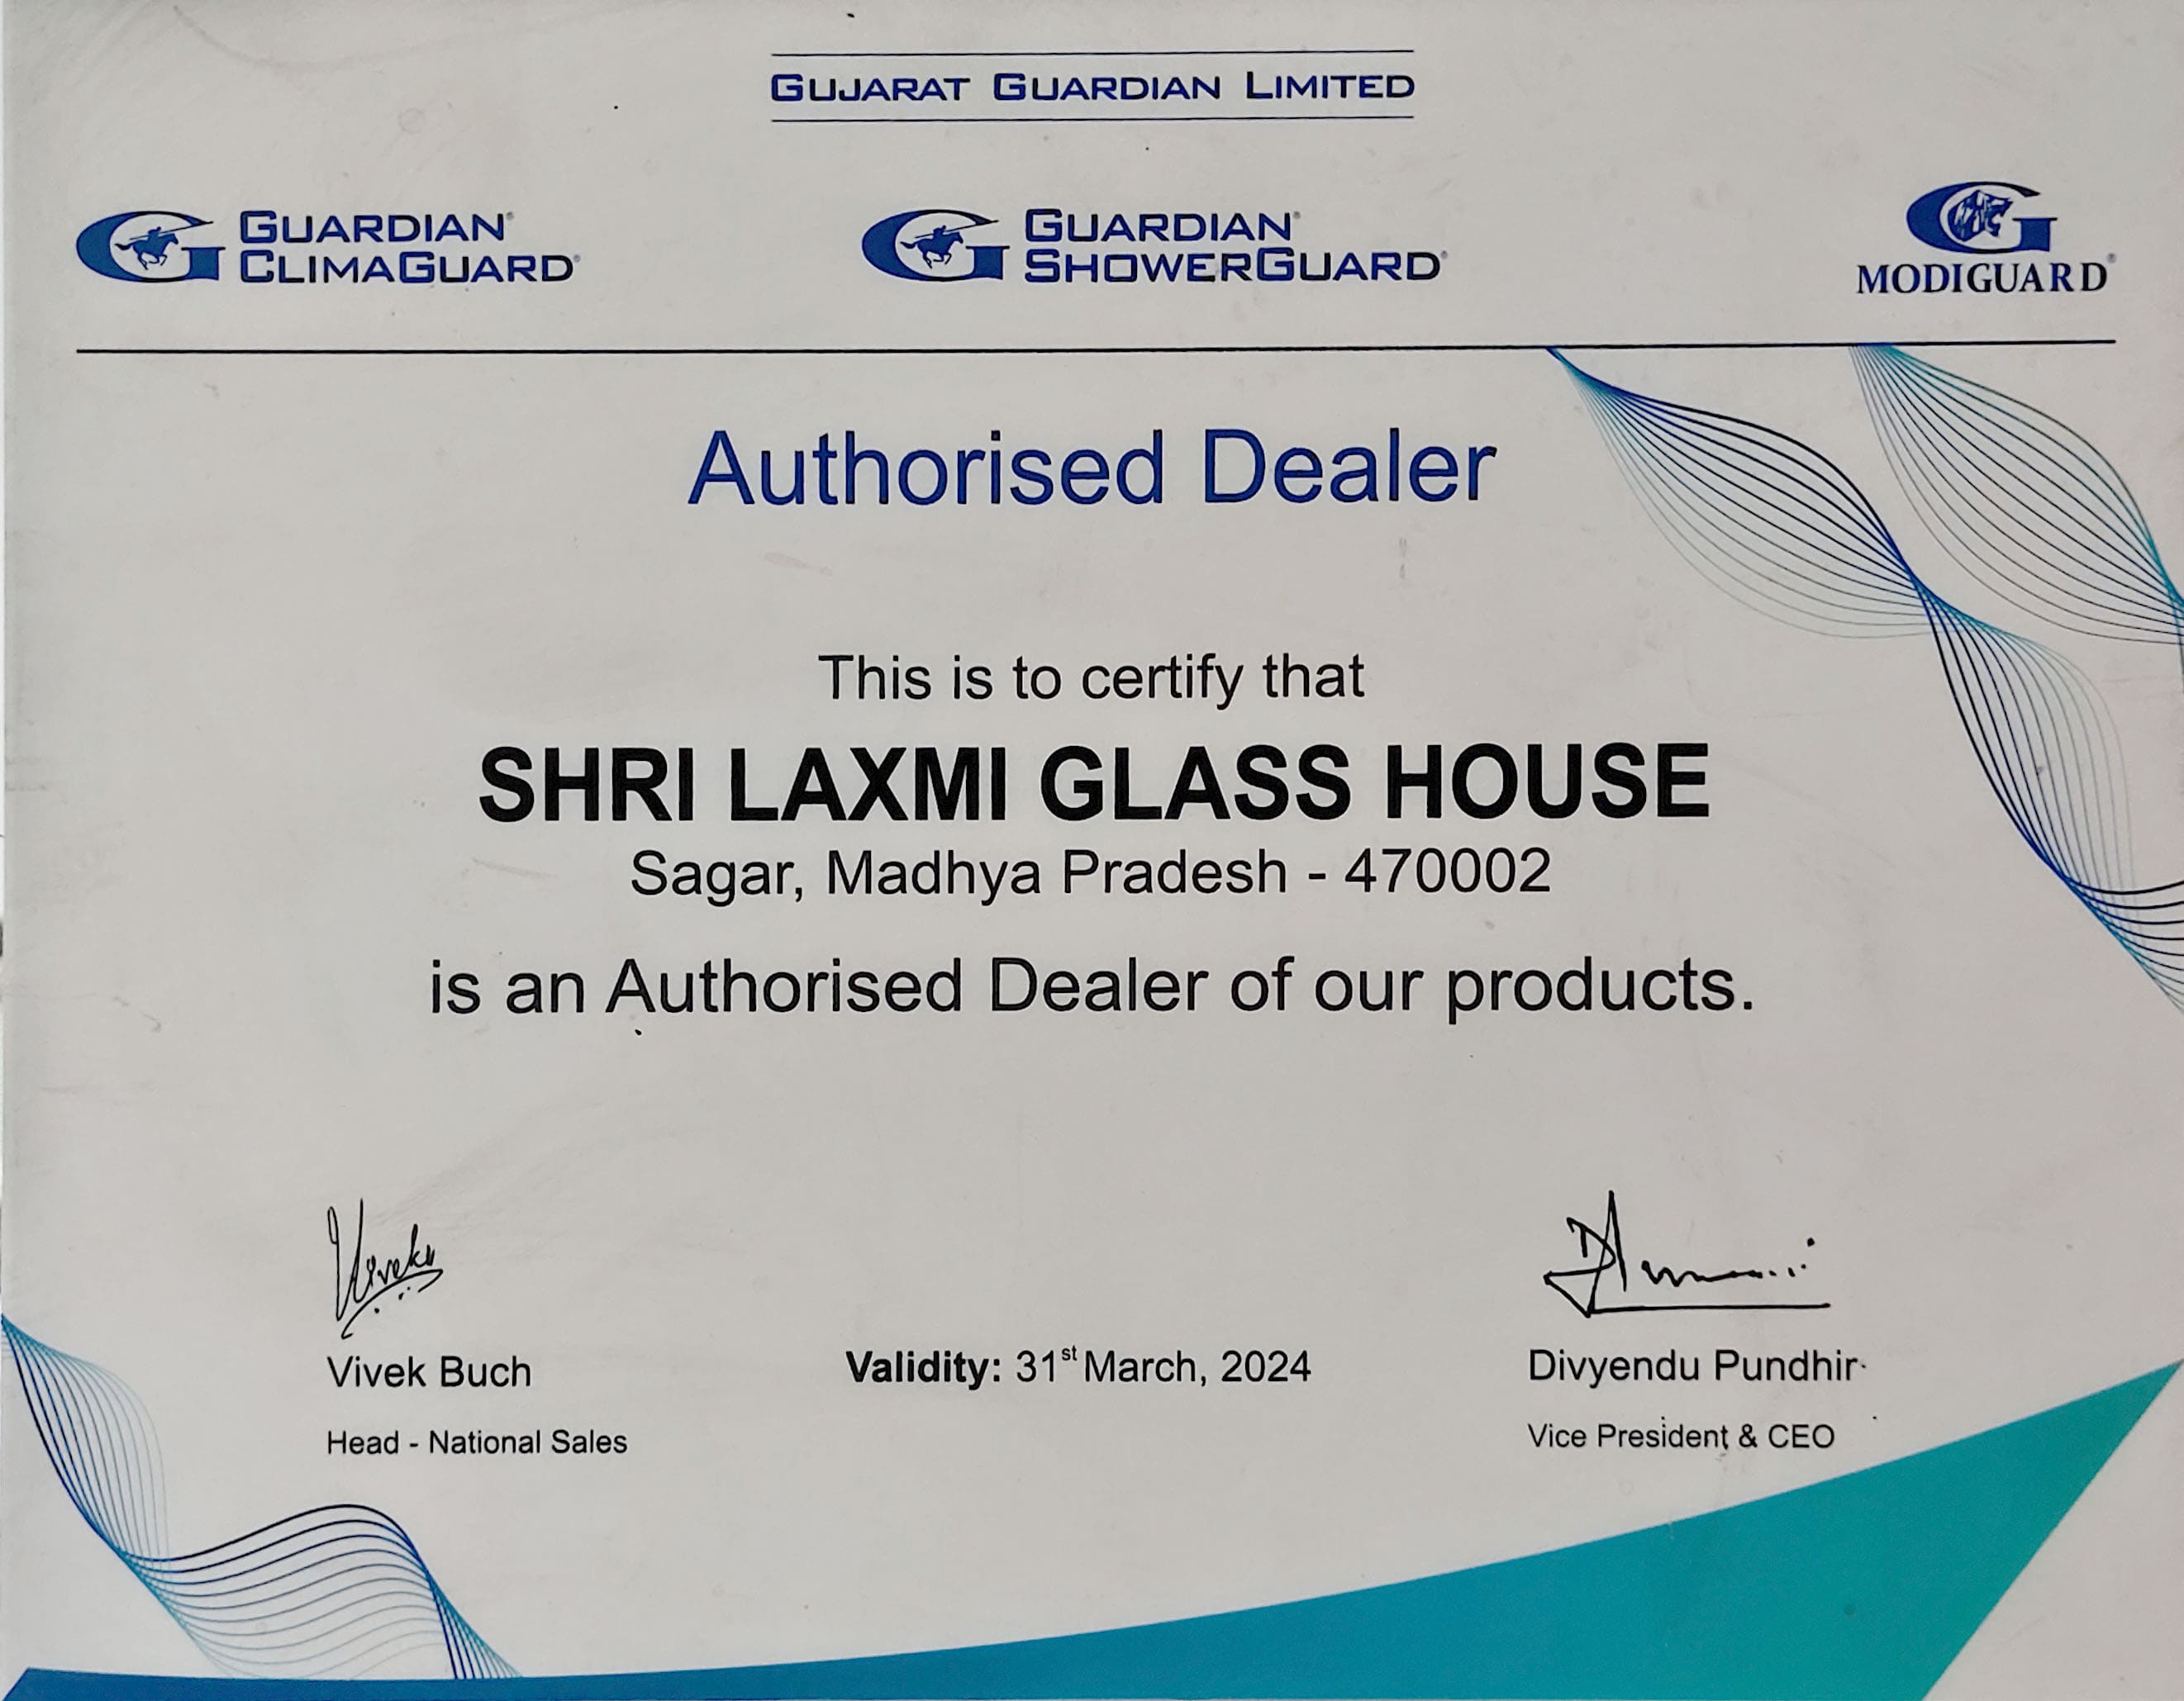 GUJARAT GUARDIAN LIMITED
GUARDIAN®
CLIMAGUARD®
GUARDIAN®
SHOWERGUARD®
MODIGUARD®
Authorised Dealer
This is to certify that
SHRI LAXMI GLASS HOUSE
Sagar, Madhya Pradesh - 470002
is an Authorised Dealer of our products.
Vivek Buch
Head - National Sales
Validity: 31st March, 2024
Divyendu Pundhir
Vice President & CEO